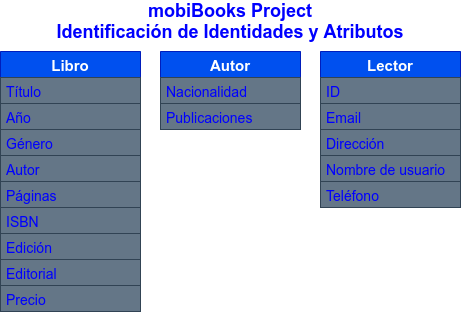 mobiBooks Project
Identificación de Identidades y Atributos
Libro
Título
Año
Género
Autor
Páginas
ISBN
Edición
Editorial
Precio
Autor
Nacionalidad
Publicaciones
Lector
ID
Email
Dirección
Nombre de usuario
Teléfono